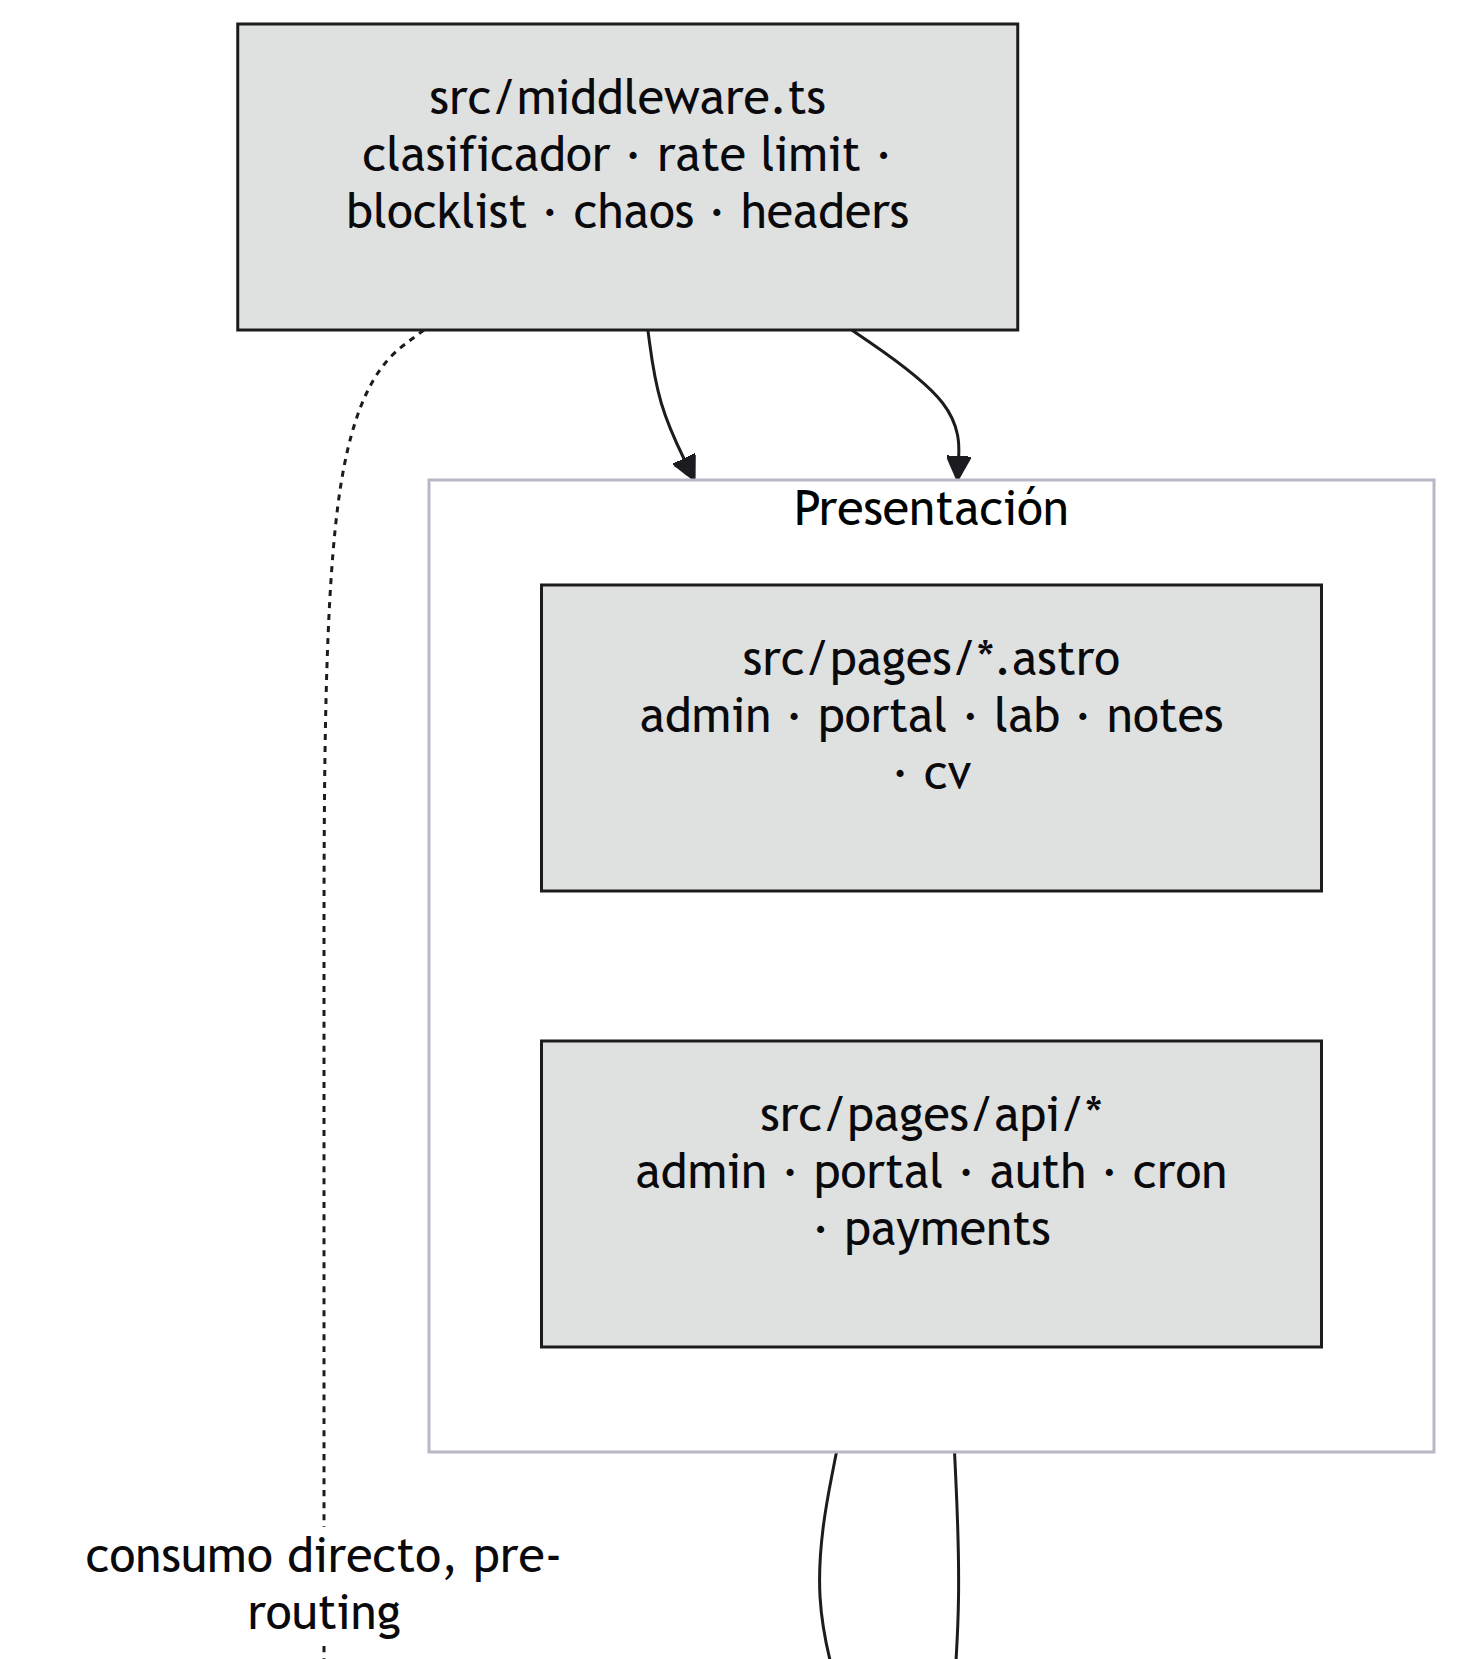 src/middleware.ts
clasificador · rate limit ·
blocklist · chaos · headers
Presentación
src/pages/*.astro
admin · portal · lab · notes
· cv
src/pages/api/*
admin · portal · auth · cron
· payments
consumo directo, pre-
routing